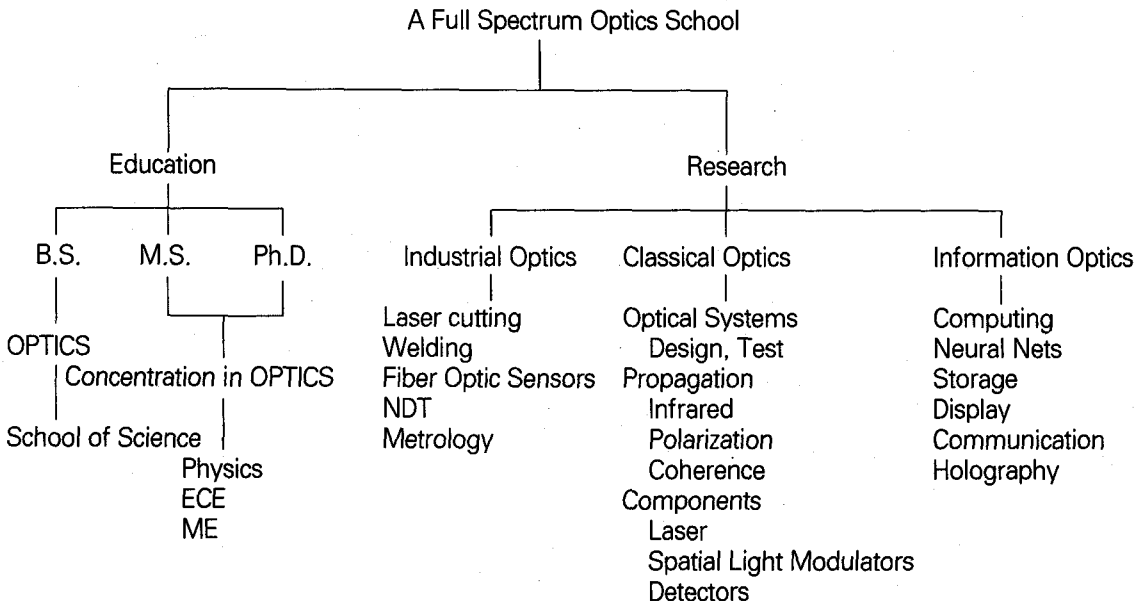 A Full Spectrum Optics School
Education
Research
B.S. M.S. Ph.D.
OPTICS
Concentration in OPTICS
School of Science
Physics
ECE
ME
Industrial Optics
Laser cutting
Welding
Fiber Optic Sensors
NDT
Metrology
Classical Optics
Optical Systems
Design, Test
Propagation
Infrared
Polarization
Coherence
Components
Laser
Spatial Light Modulators
Detectors
Information Optics
Computing
Neural Nets
Storage
Display
Communication
Holography